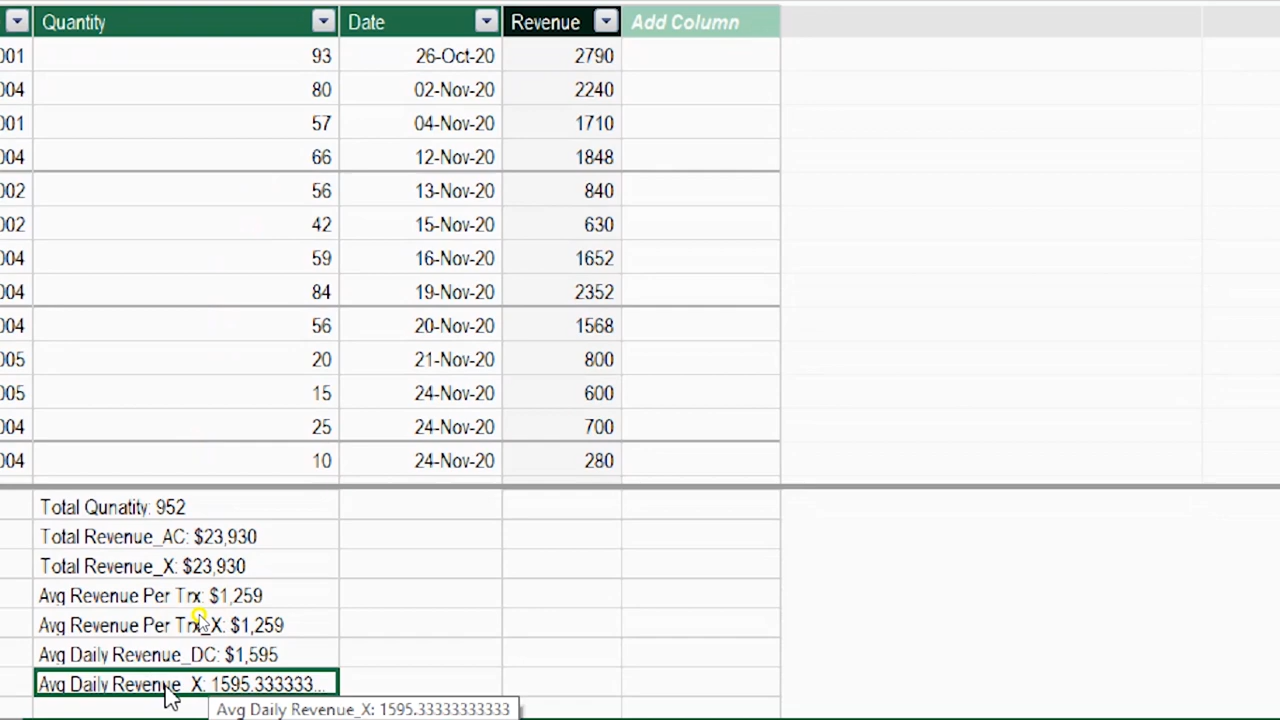 Quantity Date Revenue Add Column
001 93 26-Oct-20 2790
004 80 02-Nov-20 2240
001 57 04-Nov-20 1710
004 66 12-Nov-20 1848
002 56 13-Nov-20 840
002 42 15-Nov-20 630
004 59 16-Nov-20 1652
004 84 19-Nov-20 2352
004 56 20-Nov-20 1568
005 20 21-Nov-20 800
005 15 24-Nov-20 600
004 25 24-Nov-20 700
004 10 24-Nov-20 280
Total Qunatity: 952
Total Revenue_AC: $23,930
Total Revenue_X: $23,930
Avg Revenue Per Trx: $1,259
Avg Revenue Per Trx_X: $1,259
Avg Daily Revenue_DC: $1,595
Avg Daily Revenue_X: 1595.333333...
Avg Daily Revenue_X: 1595.33333333333